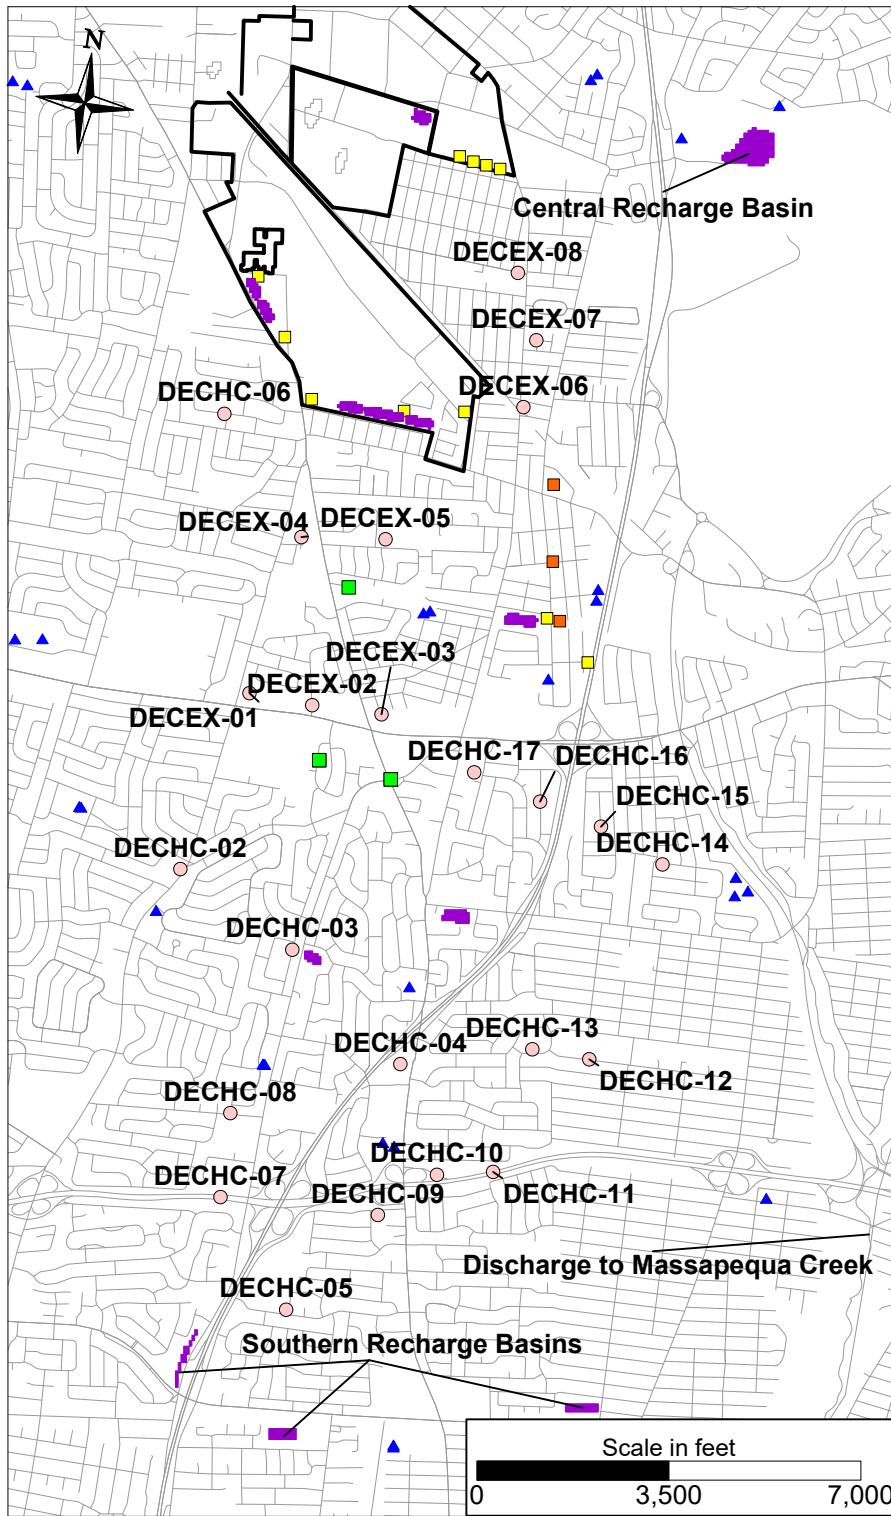 N
Central Recharge Basin
DECEX-08
DECEX-07
DECEX-06
DECHC-06
DECEX-04
DECEX-05
DECEX-03
DECEX-02
DECEX-01
DECHC-17
DECHC-16
DECHC-15
DECHC-14
DECHC-02
DECHC-03
DECHC-13
DECHC-04
DECHC-12
DECHC-08
DECHC-10
DECHC-07
DECHC-11
DECHC-09
Discharge to Massapequa Creek
DECHC-05
Southern Recharge Basins
Scale in feet
0 3,500 7,000